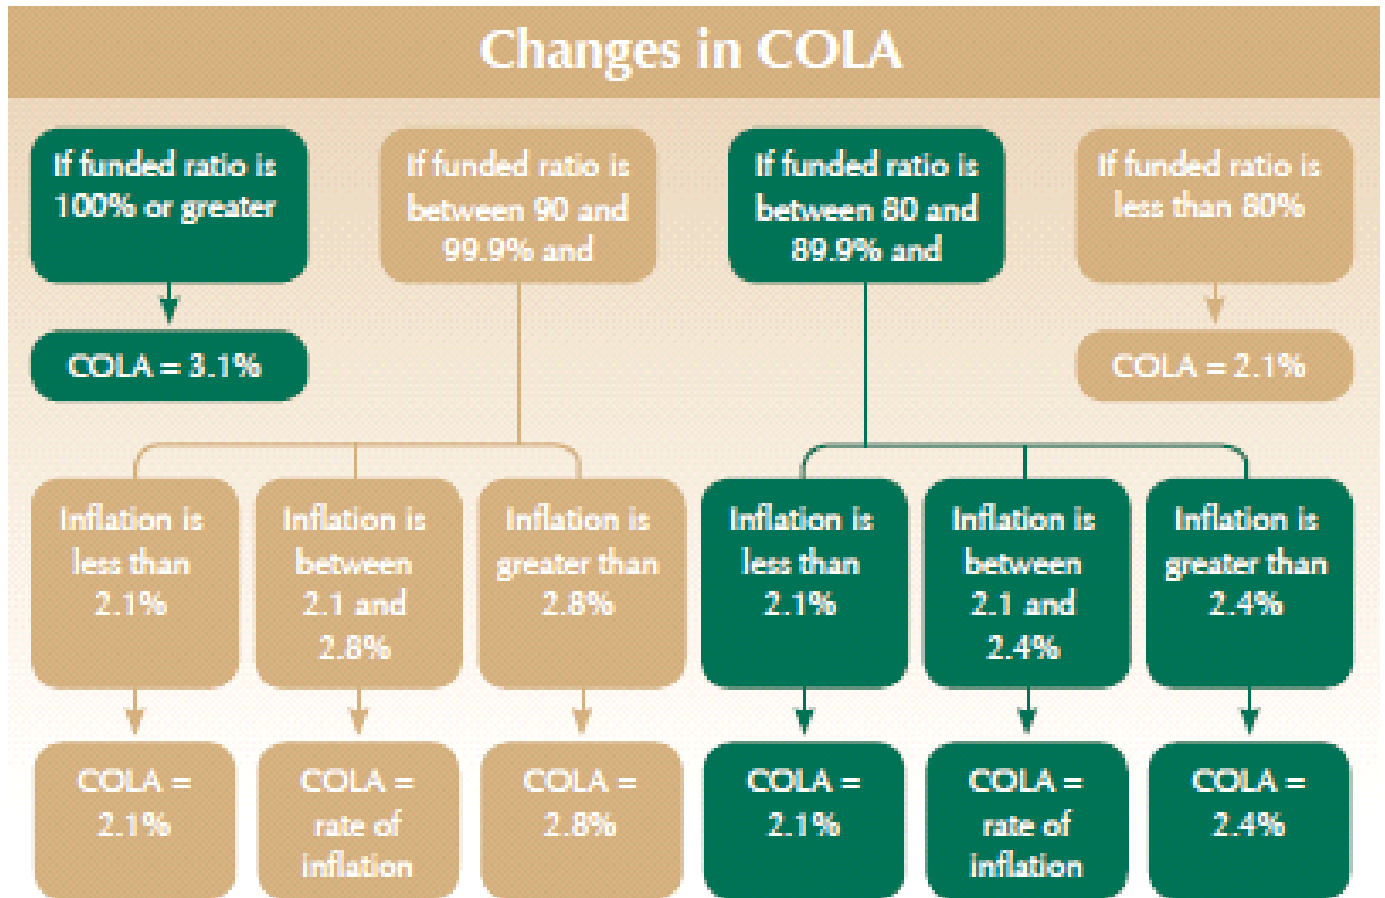 Changes in COLA
If funded ratio is
100% or greater
COLA = 3.1%
If funded ratio is
between 90 and
99.9% and
If funded ratio is
between 80 and
89.9% and
If funded ratio is
less than 80%
COLA = 2.1%
Inflation is
less than
2.1%
Inflation is
between
2.1 and
2.8%
Inflation is
greater than
2.8%
Inflation is
less than
2.1%
Inflation is
between
2.1 and
2.4%
Inflation is
greater than
2.4%
COLA =
2.1%
COLA =
rate of
inflation
COLA =
2.8%
COLA =
2.1%
COLA =
rate of
inflation
COLA =
2.4%